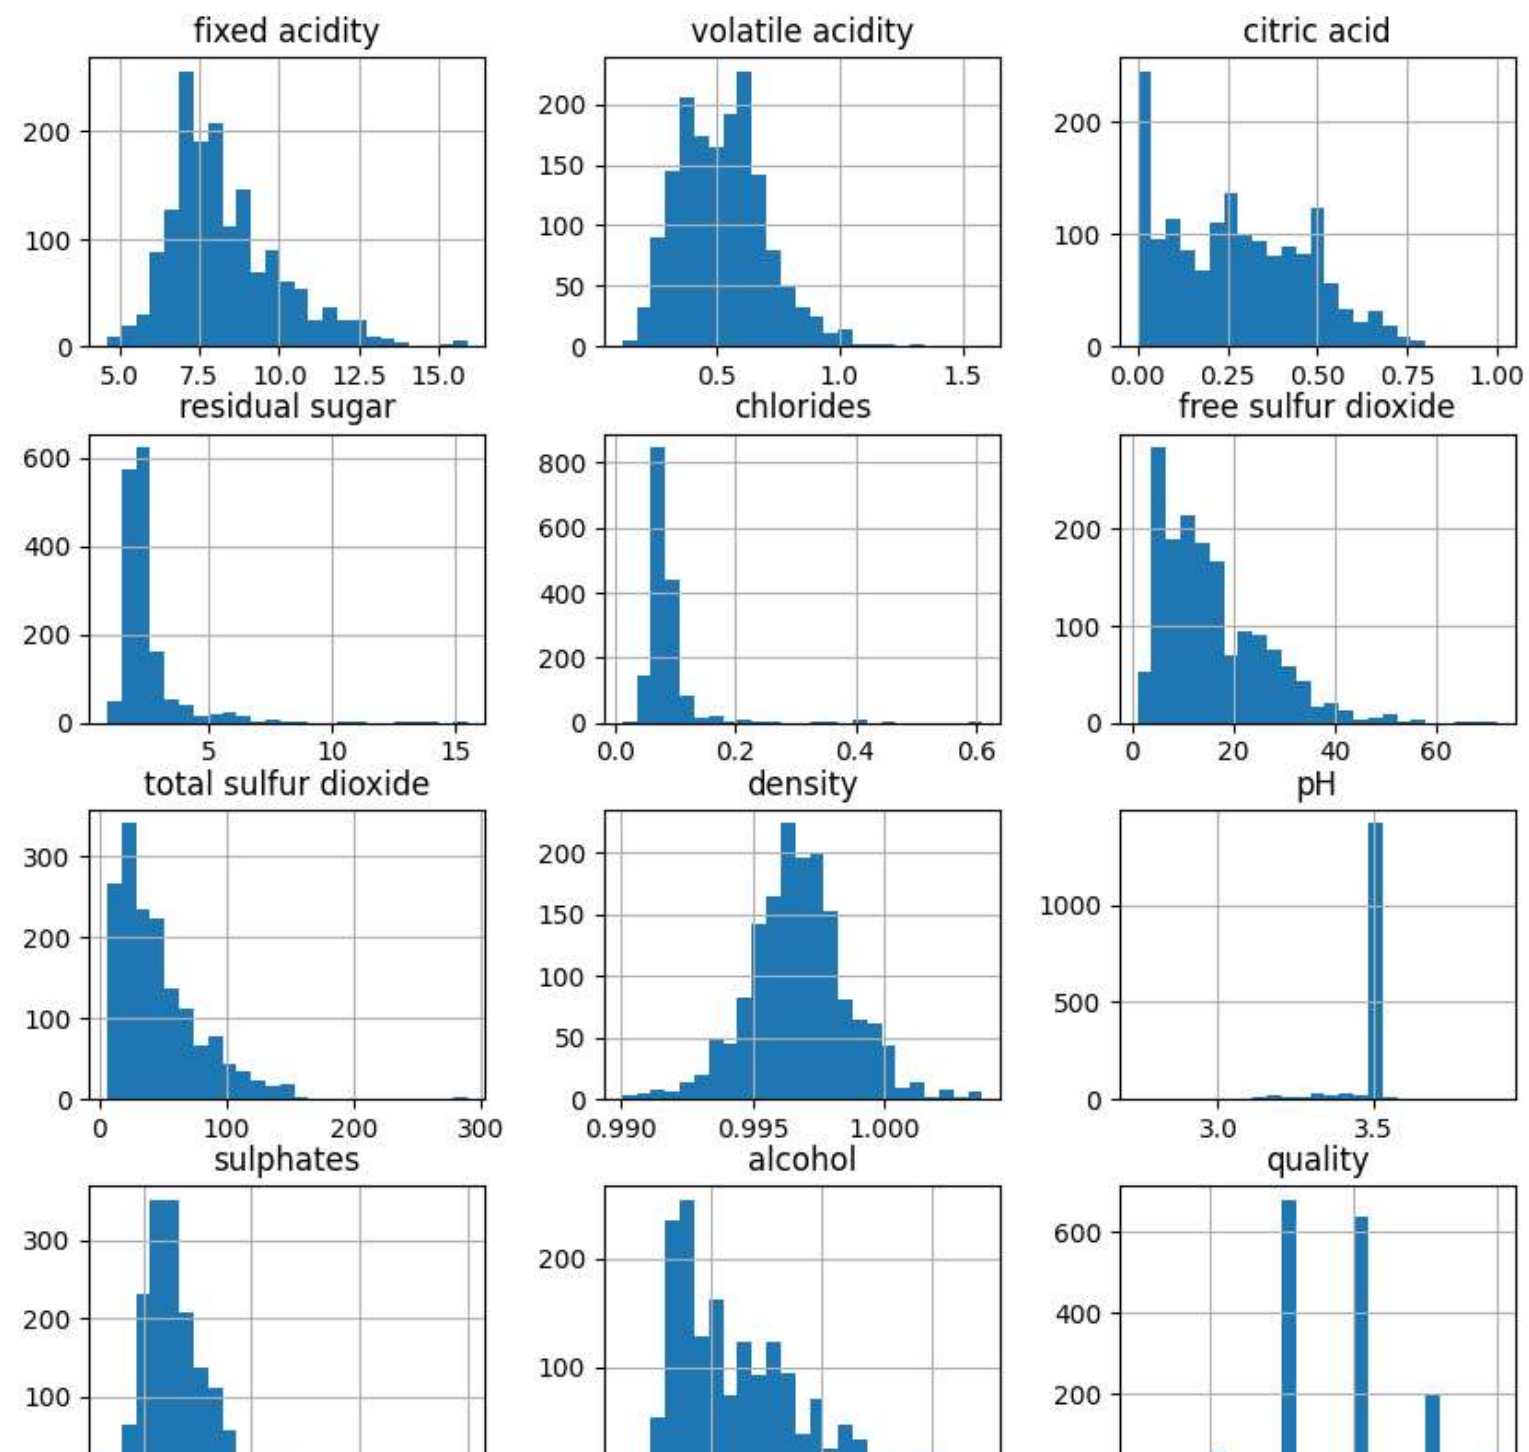 fixed acidity volatile acidity citric acid
200 200 200
150
100 100 100
50
0 0 0
5.0 7.5 10.0 12.5 15.0 0.5 1.0 1.5 0.00 0.25 0.50 0.75 1.00
residual sugar chlorides free sulfur dioxide
600 800 200
600
400 400 100
200 200
0 0 0
5 10 15 0.0 0.2 0.4 0.6 0 20 40 60
total sulfur dioxide density pH
300 200 1000
200 150
100 500
100 50
0 0 0
0 100 200 300 0.990 0.995 1.000 3.0 3.5
sulphates alcohol quality
300 200 600
200 400
100 100 200